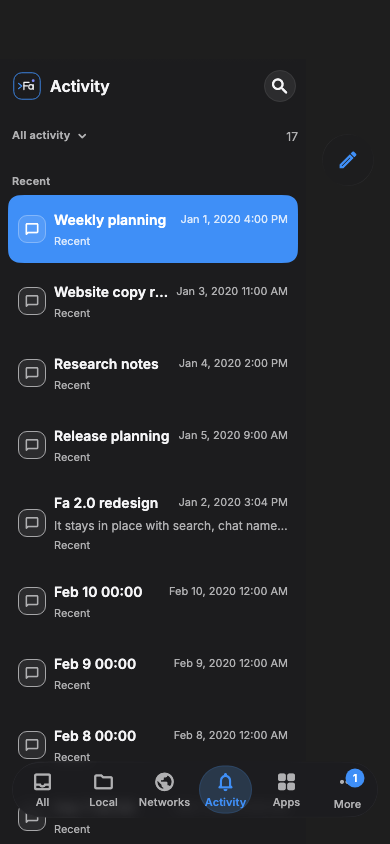 >Fa
Activity
All activity
17
Recent
Weekly planning
Jan 1, 2020 4:00 PM
Recent
Website copy r...
Jan 3, 2020 11:00 AM
Recent
Research notes
Jan 4, 2020 2:00 PM
Recent
Release planning
Jan 5, 2020 9:00 AM
Recent
Fa 2.0 redesign
Jan 2, 2020 3:04 PM
It stays in place with search, chat name...
Recent
Feb 10 00:00
Feb 10, 2020 12:00 AM
Recent
Feb 9 00:00
Feb 9, 2020 12:00 AM
Recent
Feb 8 00:00
Feb 8, 2020 12:00 AM
Recent
1
All
Local
Networks
Activity
Apps
More
Recent